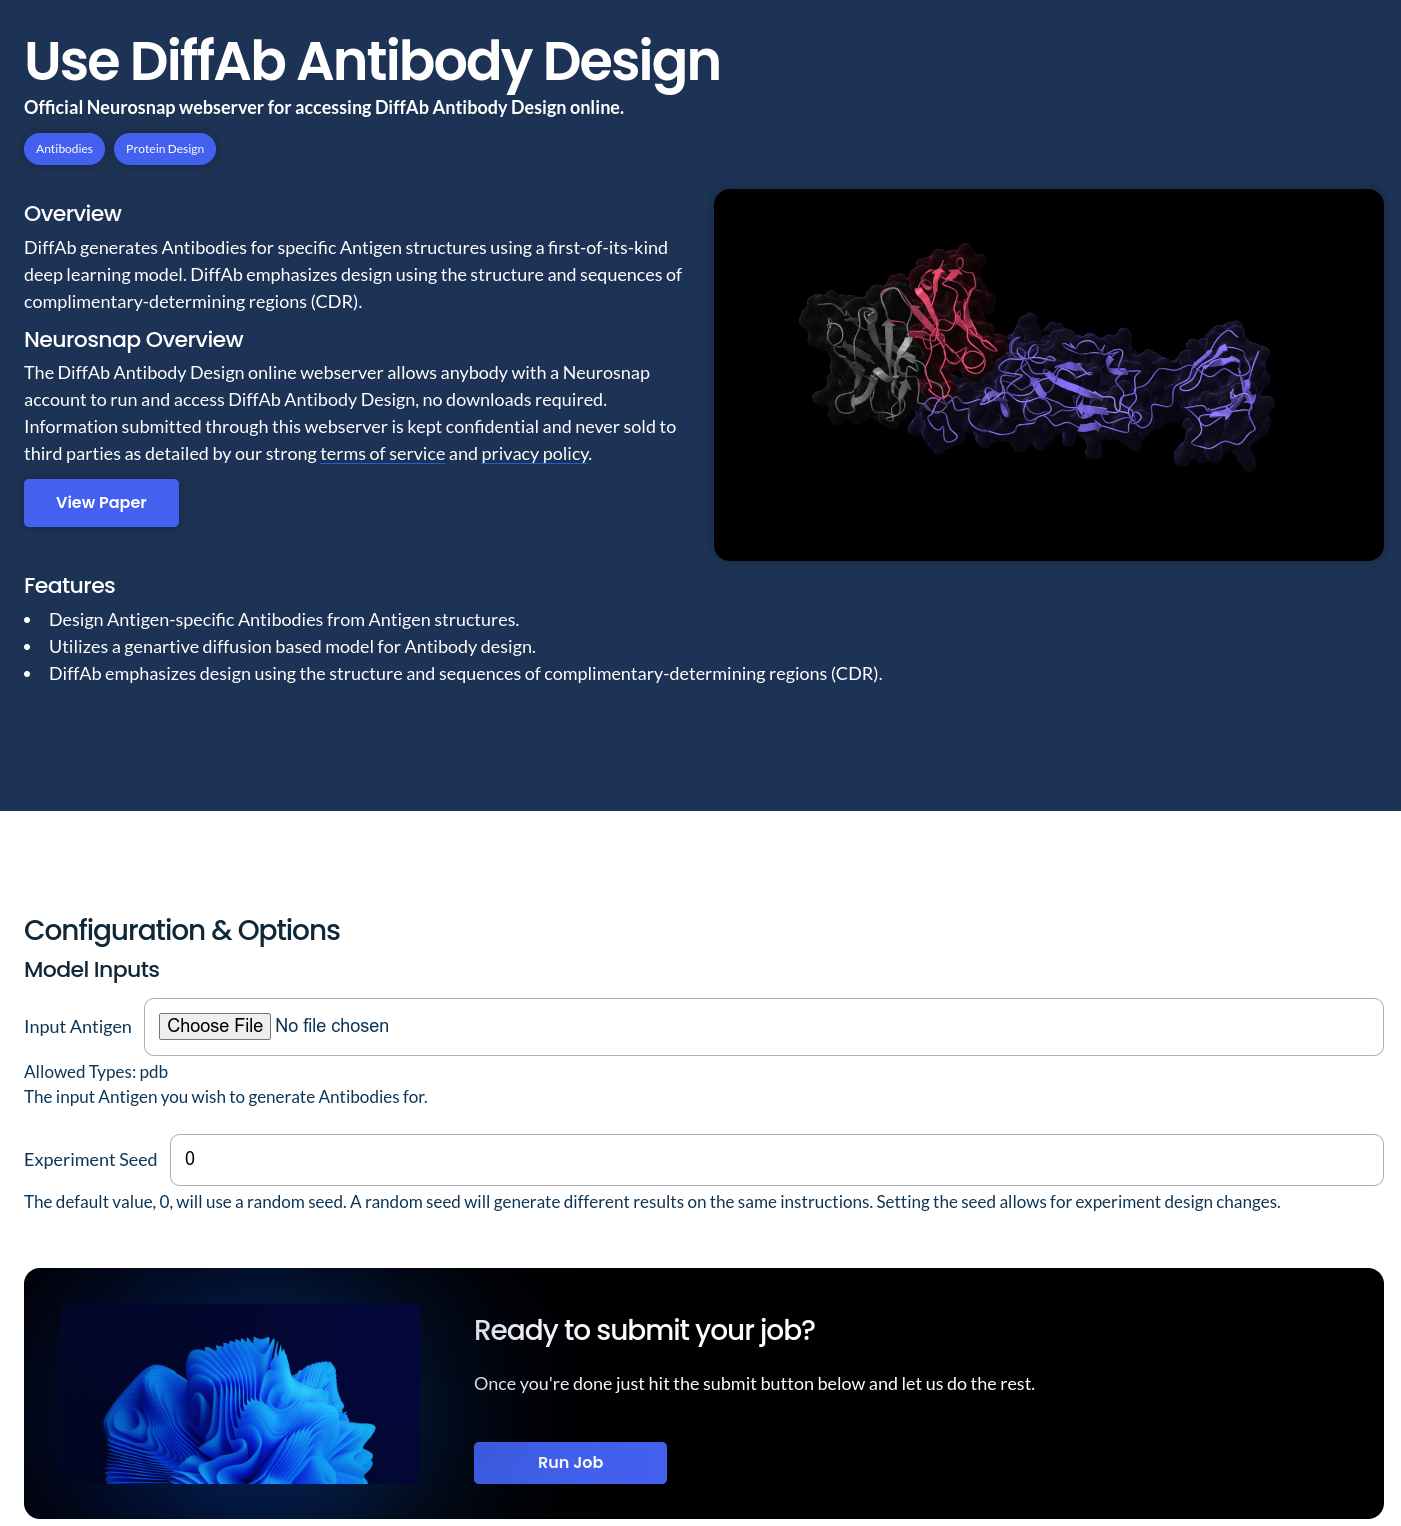 Use DiffAb Antibody Design
Official Neurosnap webserver for accessing DiffAb Antibody Design online.
Antibodies
Protein Design
Overview
DiffAb generates Antibodies for specific Antigen structures using a first-of-its-kind
deep learning model. DiffAb emphasizes design using the structure and sequences of
complimentary-determining regions (CDR).
Neurosnap Overview
The DiffAb Antibody Design online webserver allows anybody with a Neurosnap
account to run and access DiffAb Antibody Design, no downloads required.
Information submitted through this webserver is kept confidential and never sold to
third parties as detailed by our strong terms of service and privacy policy.
View Paper
Features
• Design Antigen-specific Antibodies from Antigen structures.
• Utilizes a genartive diffusion based model for Antibody design.
• DiffAb emphasizes design using the structure and sequences of complimentary-determining regions (CDR).
Configuration & Options
Model Inputs
Input Antigen Choose File No file chosen
Allowed Types: pdb
The input Antigen you wish to generate Antibodies for.
Experiment Seed 0
The default value, 0, will use a random seed. A random seed will generate different results on the same instructions. Setting the seed allows for experiment design changes.
Ready to submit your job?
Once you're done just hit the submit button below and let us do the rest.
Run Job